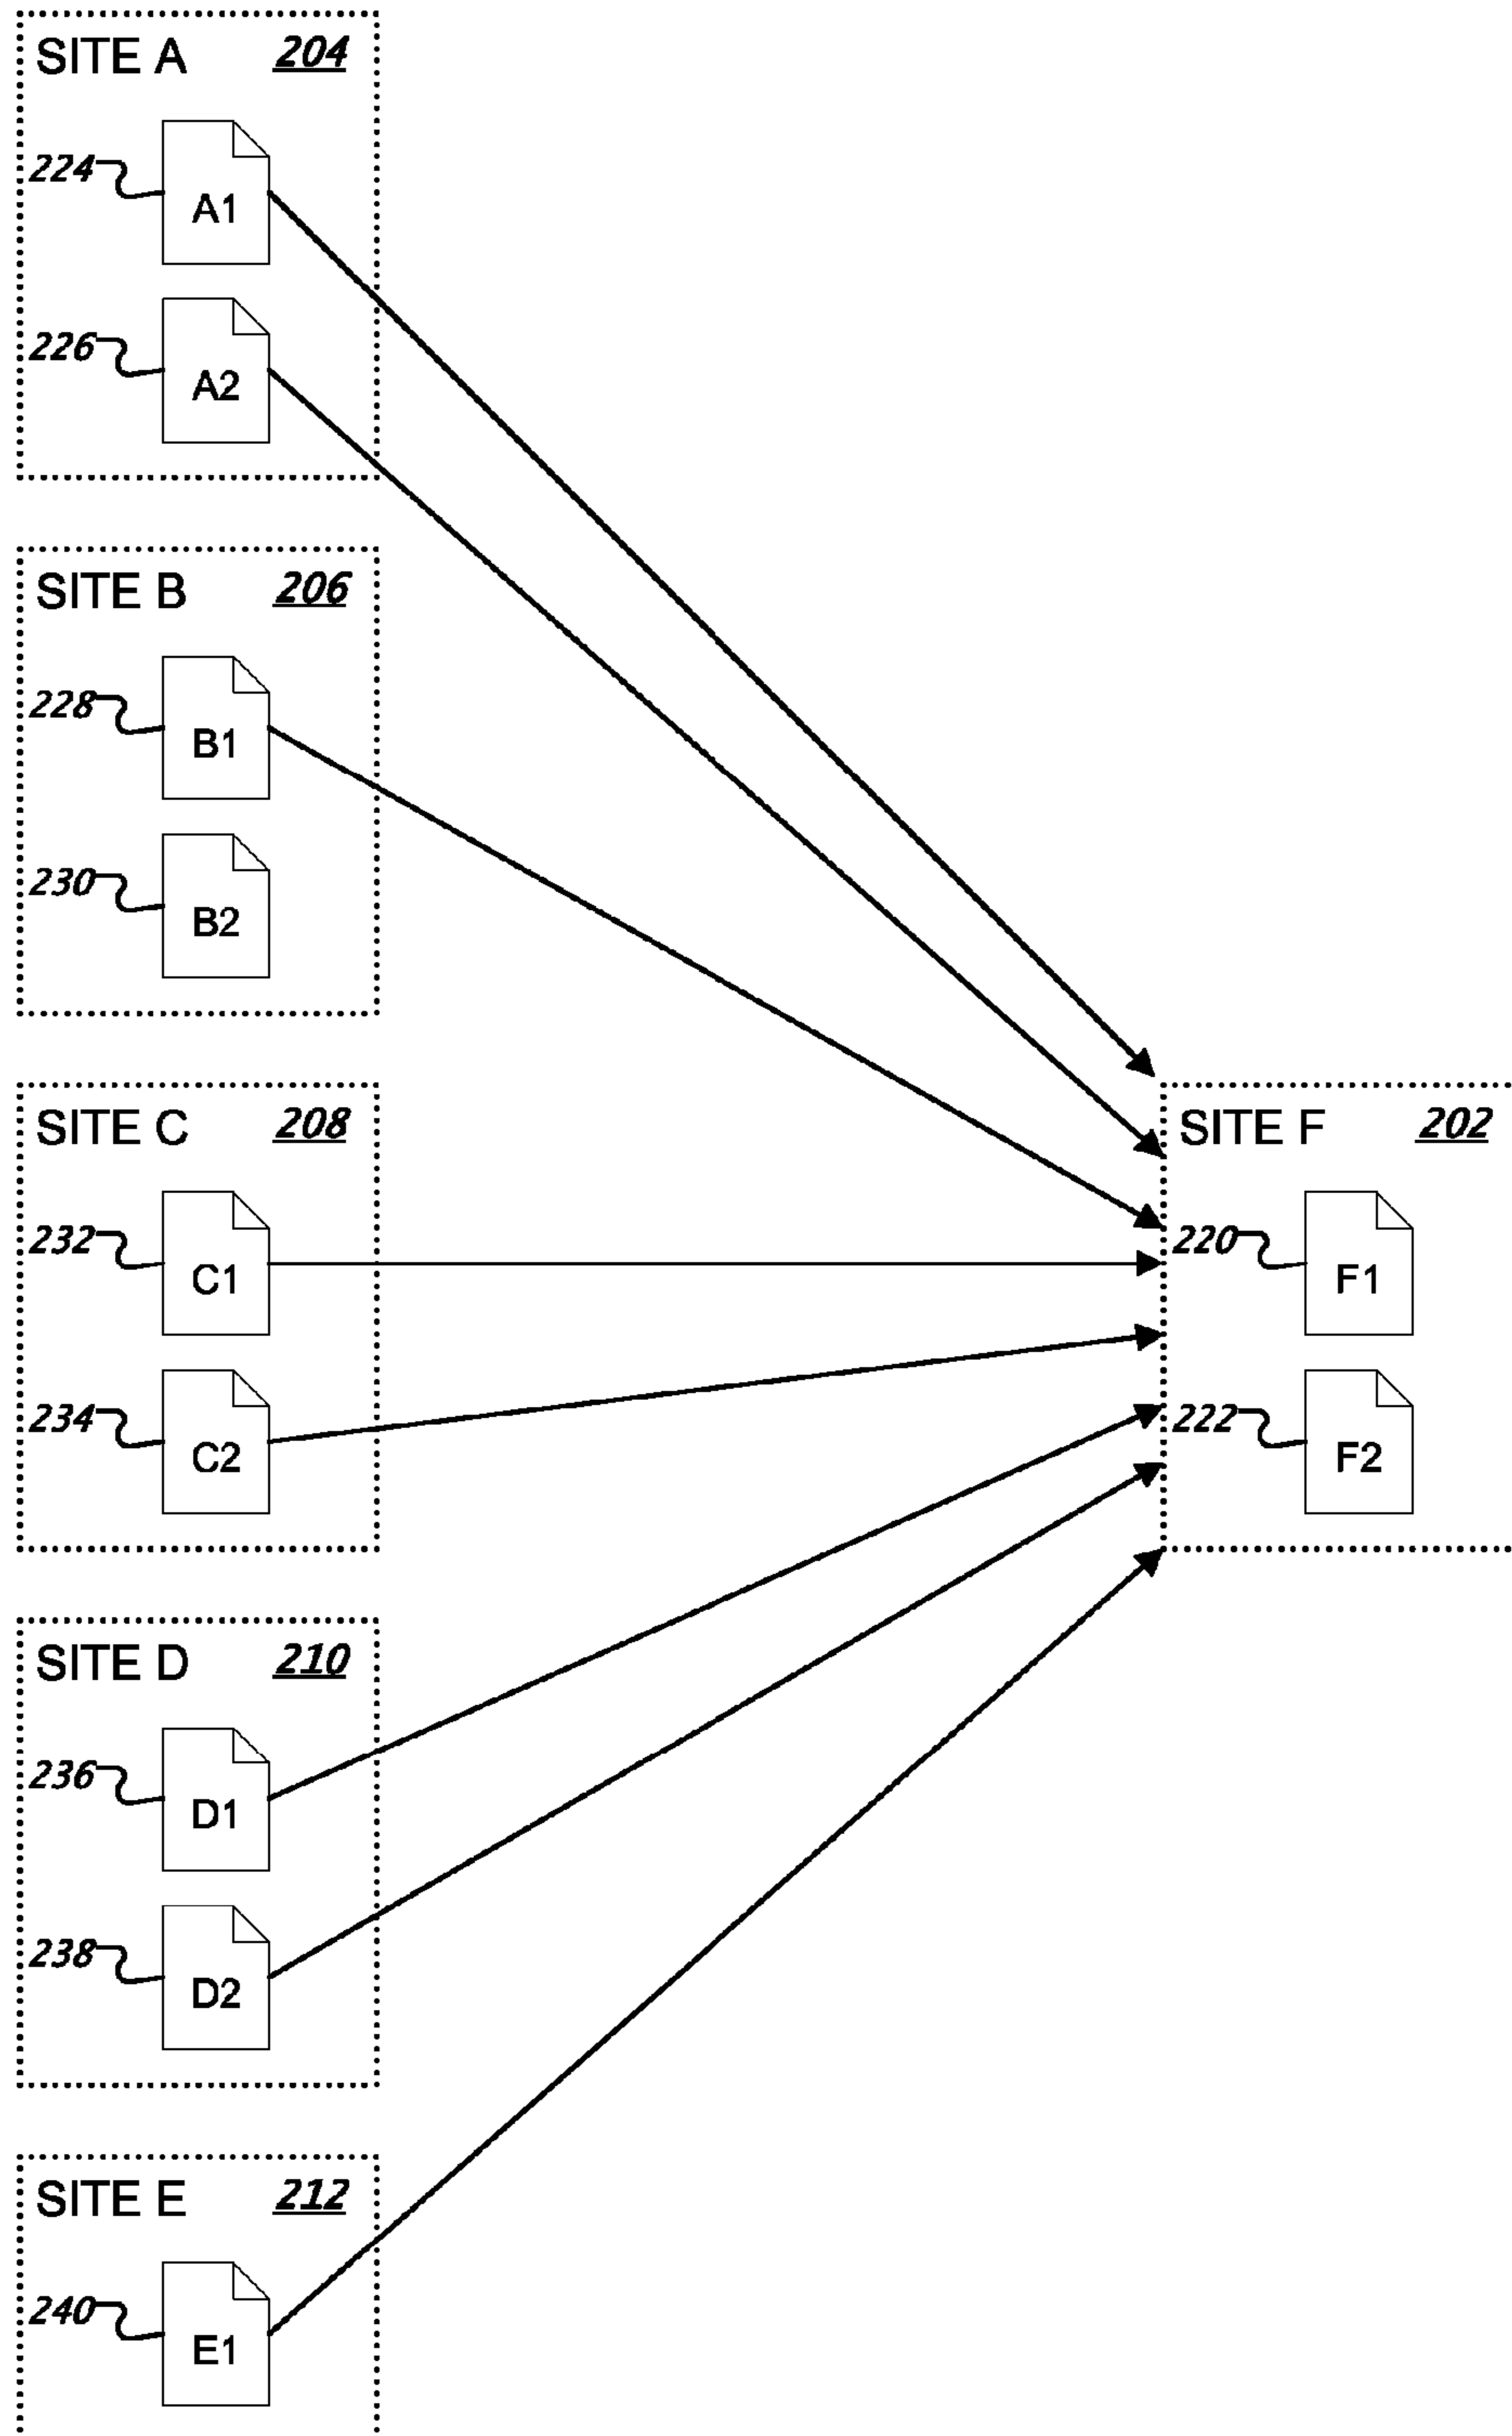 SITE A 204
224
A1
226
A2
SITE B 206
228
B1
230
B2
SITE C 208
232
C1
234
C2
SITE F 202
220
F1
222
F2
SITE D 210
236
D1
238
D2
SITE E 212
240
E1